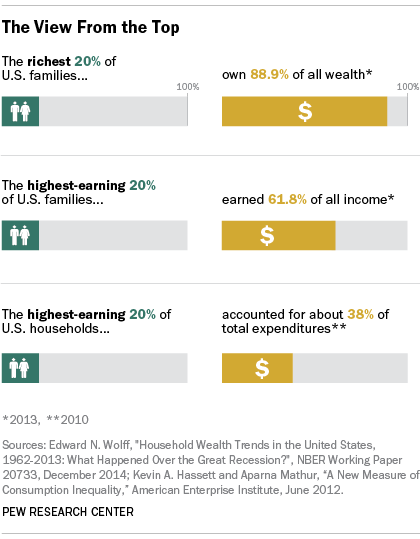 The View From the Top
The richest 20% of
U.S. families...
own 88.9% of all wealth*
100%
100%
$
The highest-earning 20%
of U.S. families...
earned 61.8% of all income*
$
The highest-earning 20% of
U.S. households...
accounted for about 38% of
total expenditures**
$
*2013, **2010
Sources: Edward N. Wolff, "Household Wealth Trends in the United States,
1962-2013: What Happened Over the Great Recession?", NBER Working Paper
20733, December 2014; Kevin A. Hassett and Aparna Mathur, “A New Measure of
Consumption Inequality,” American Enterprise Institute, June 2012.
PEW RESEARCH CENTER